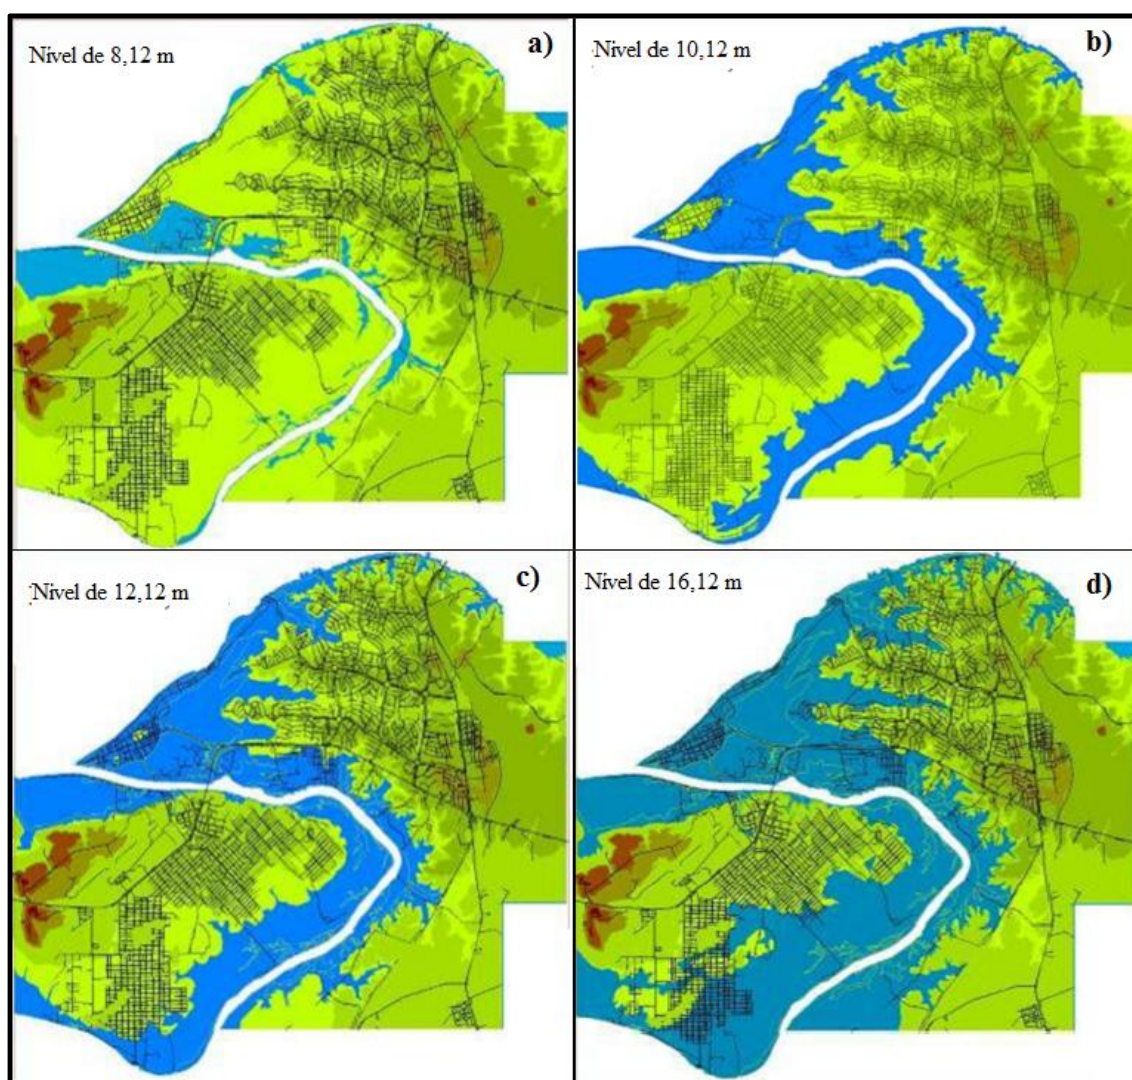 Nível de 8,12 m
a)
Nível de 10,12 m
b)
Nível de 12,12 m
c)
Nível de 16,12 m
d)